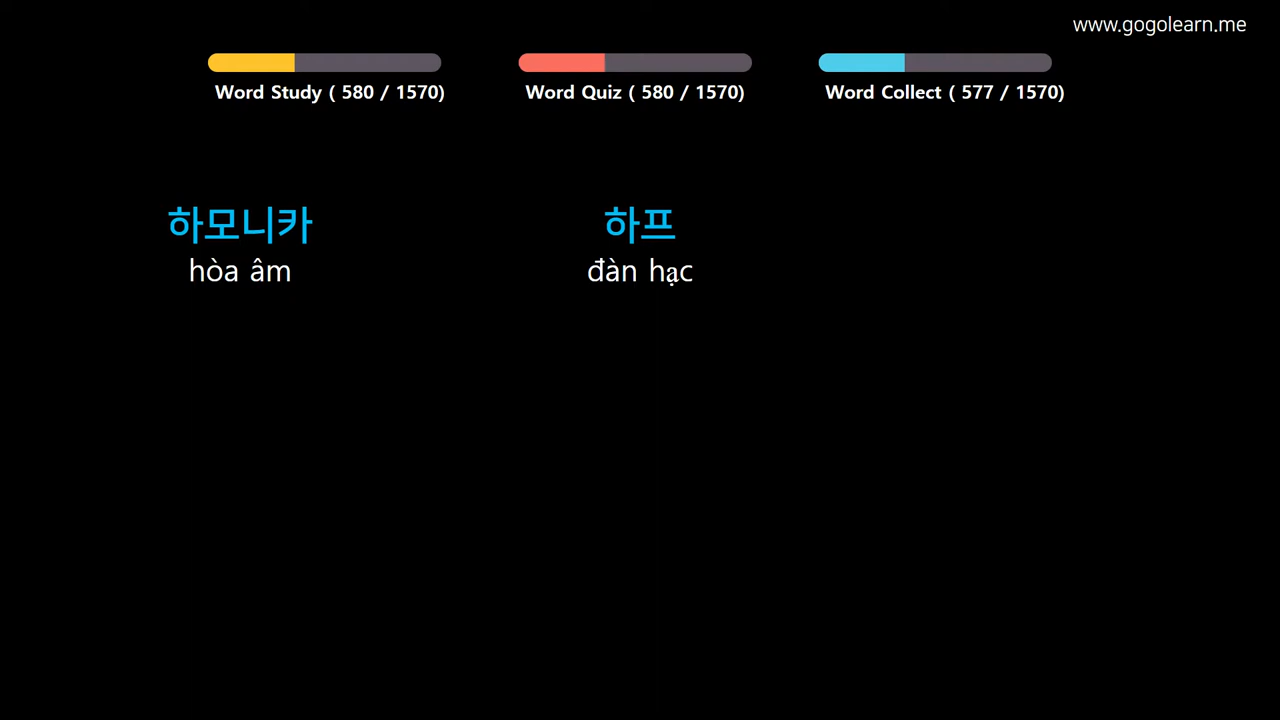 www.gogolearn.me
Word Study ( 580 / 1570)
Word Quiz ( 580 / 1570)
Word Collect ( 577 / 1570)
하모니카
hòa âm
하프
đàn hạc